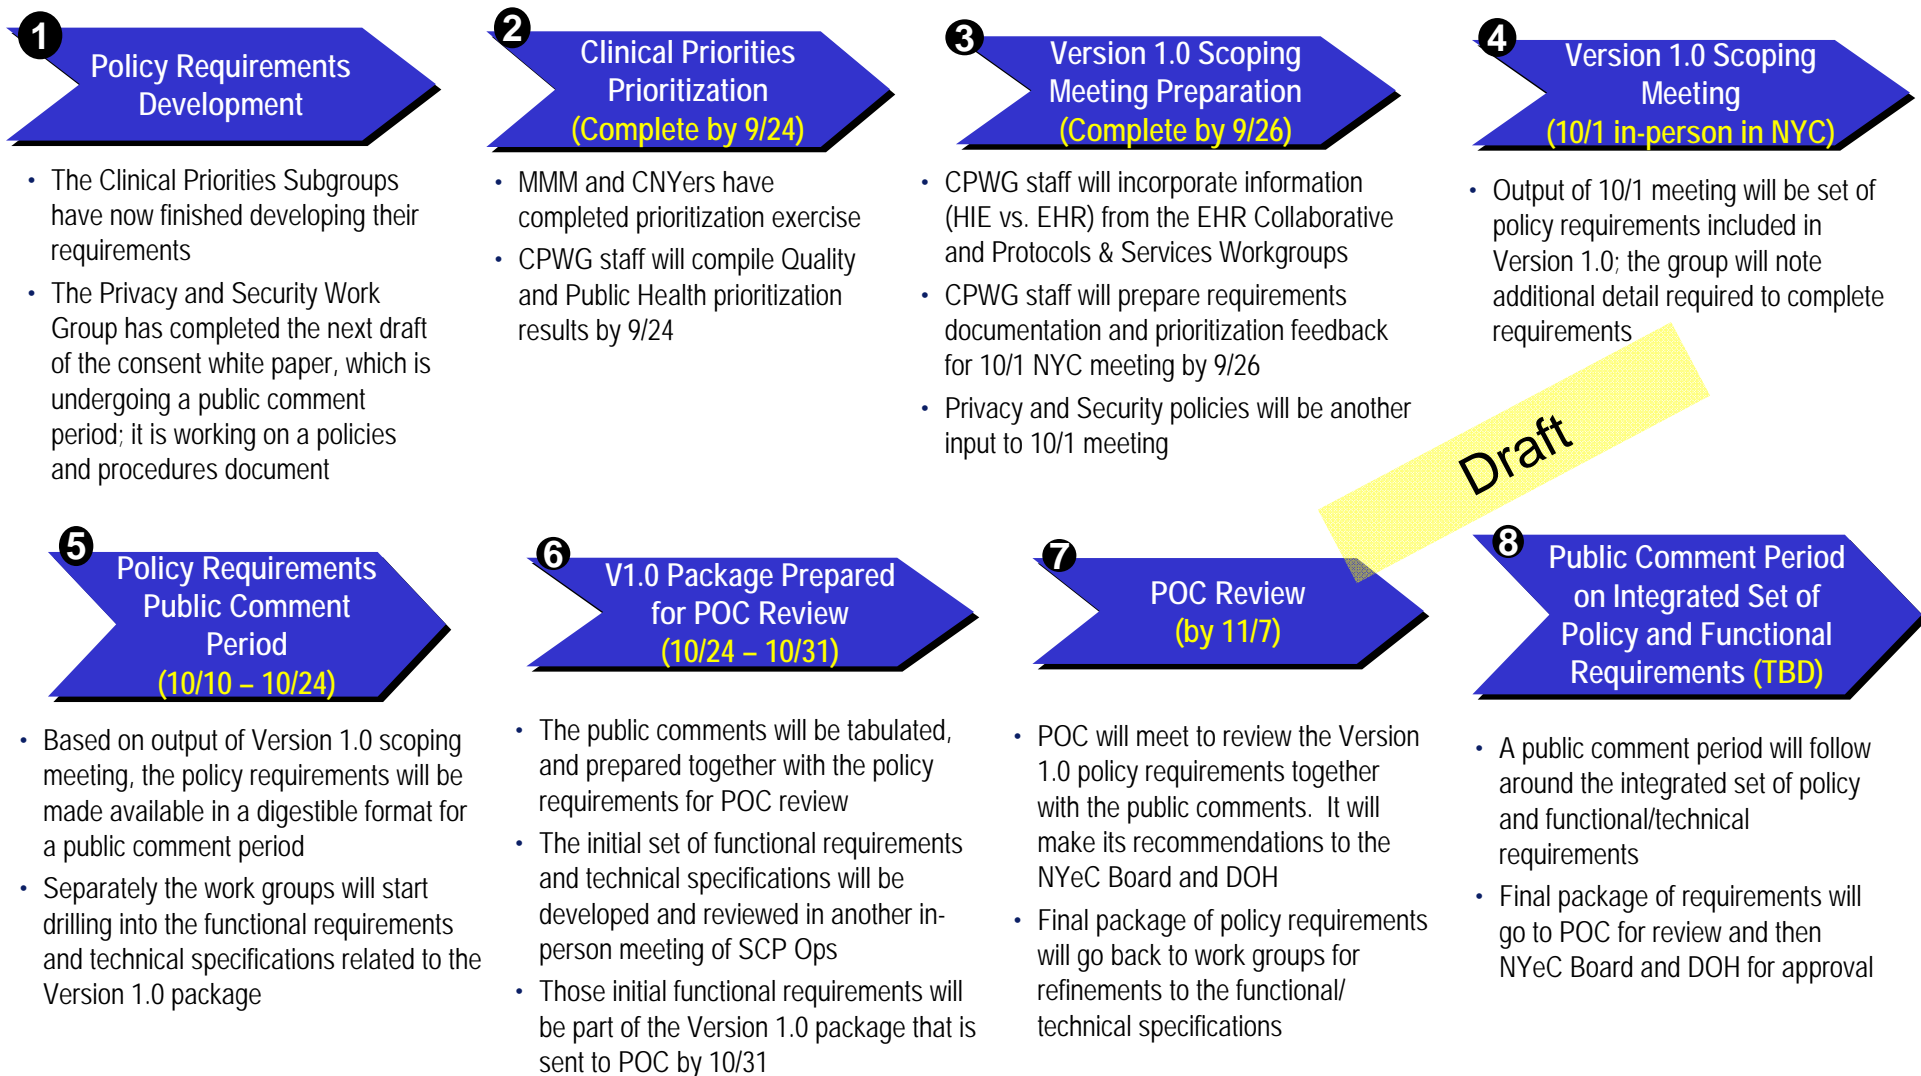 1
Policy Requirements
Development
• The Clinical Priorities Subgroups
have now finished developing their
requirements
• The Privacy and Security Work
Group has completed the next draft
of the consent white paper, which is
undergoing a public comment
period; it is working on a policies
and procedures document
2
Clinical Priorities
Prioritization
(Complete by 9/24)
• MMM and CNYers have
completed prioritization exercise
• CPWG staff will compile Quality
and Public Health prioritization
results by 9/24
3
Version 1.0 Scoping
Meeting Preparation
(Complete by 9/26)
• CPWG staff will incorporate information
(HIE vs. EHR) from the EHR Collaborative
and Protocols & Services Workgroups
• CPWG staff will prepare requirements
documentation and prioritization feedback
for 10/1 NYC meeting by 9/26
• Privacy and Security policies will be another
input to 10/1 meeting
4
Version 1.0 Scoping
Meeting
(10/1 in-person in NYC)
• Output of 10/1 meeting will be set of
policy requirements included in
Version 1.0; the group will note
additional detail required to complete
requirements
Draft
5
Policy Requirements
Public Comment
Period
(10/10 – 10/24)
• Based on output of Version 1.0 scoping
meeting, the policy requirements will be
made available in a digestible format for
a public comment period
• Separately the work groups will start
drilling into the functional requirements
and technical specifications related to the
Version 1.0 package
6
V1.0 Package Prepared
for POC Review
(10/24 – 10/31)
• The public comments will be tabulated,
and prepared together with the policy
requirements for POC review
• The initial set of functional requirements
and technical specifications will be
developed and reviewed in another in-
person meeting of SCP Ops
• Those initial functional requirements will
be part of the Version 1.0 package that is
sent to POC by 10/31
7
POC Review
(by 11/7)
• POC will meet to review the Version
1.0 policy requirements together
with the public comments.  It will
make its recommendations to the
NYeC Board and DOH
• Final package of policy requirements
will go back to work groups for
refinements to the functional/
technical specifications
8
Public Comment Period
on Integrated Set of
Policy and Functional
Requirements (TBD)
• A public comment period will follow
around the integrated set of policy
and functional/technical
requirements
• Final package of requirements will
go to POC for review and then
NYeC Board and DOH for approval